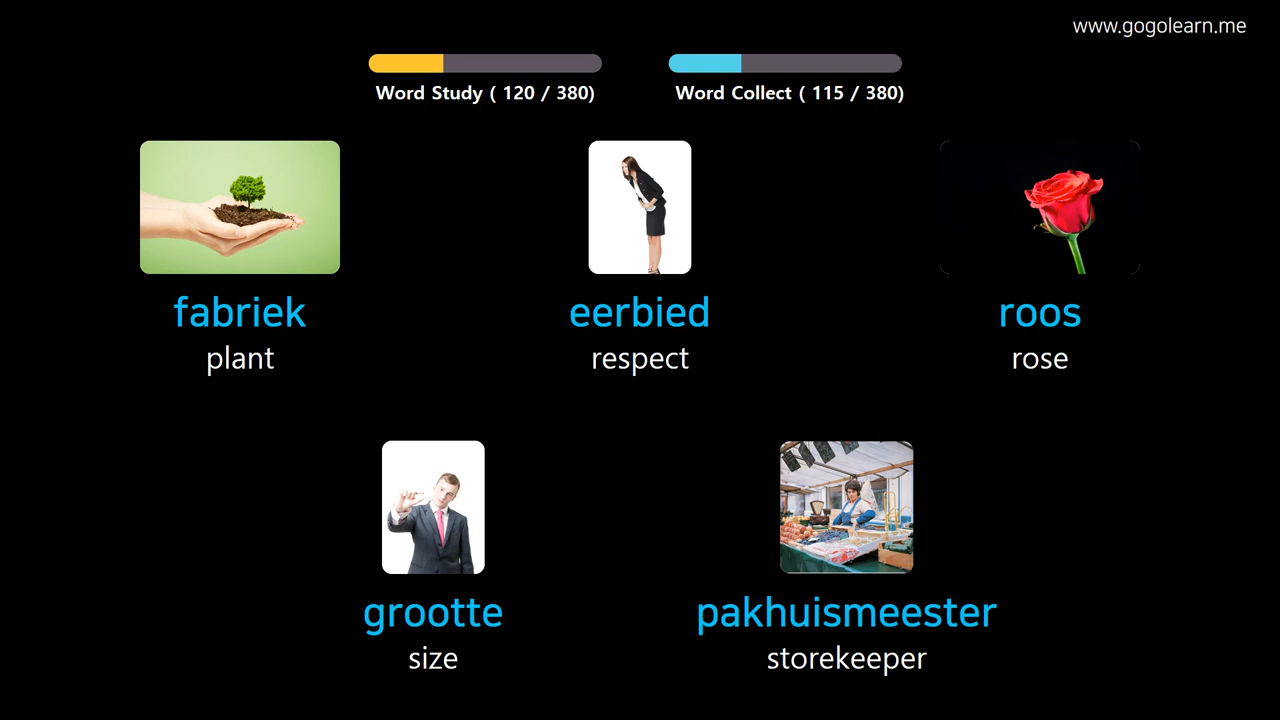 www.gogolearn.me
Word Study ( 120 / 380)
Word Collect ( 115 / 380)
fabriek
plant
eerbied
respect
roos
rose
grootte
size
pakhuismeester
storekeeper